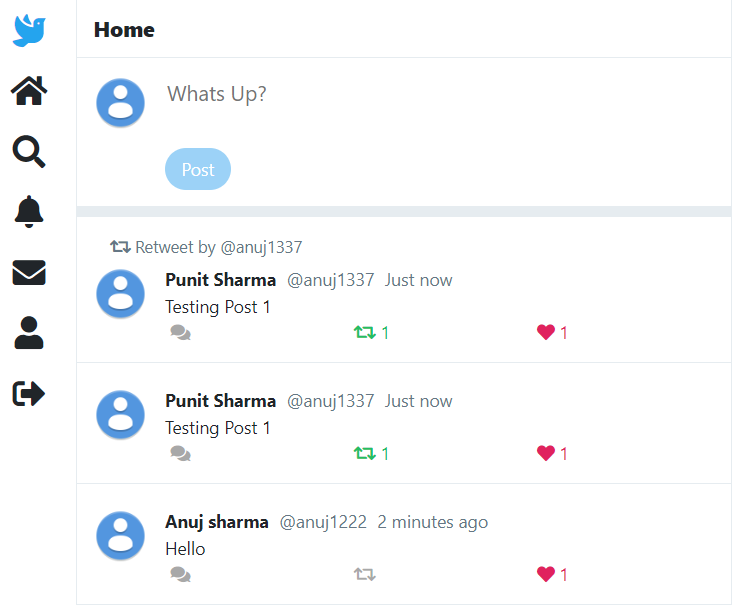 Home
Whats Up?
Post
Retweet by @anuj1337
Punit Sharma @anuj1337 Just now
Testing Post 1
1 1
Punit Sharma @anuj1337 Just now
Testing Post 1
1 1
Anuj sharma @anuj1222 2 minutes ago
Hello
1